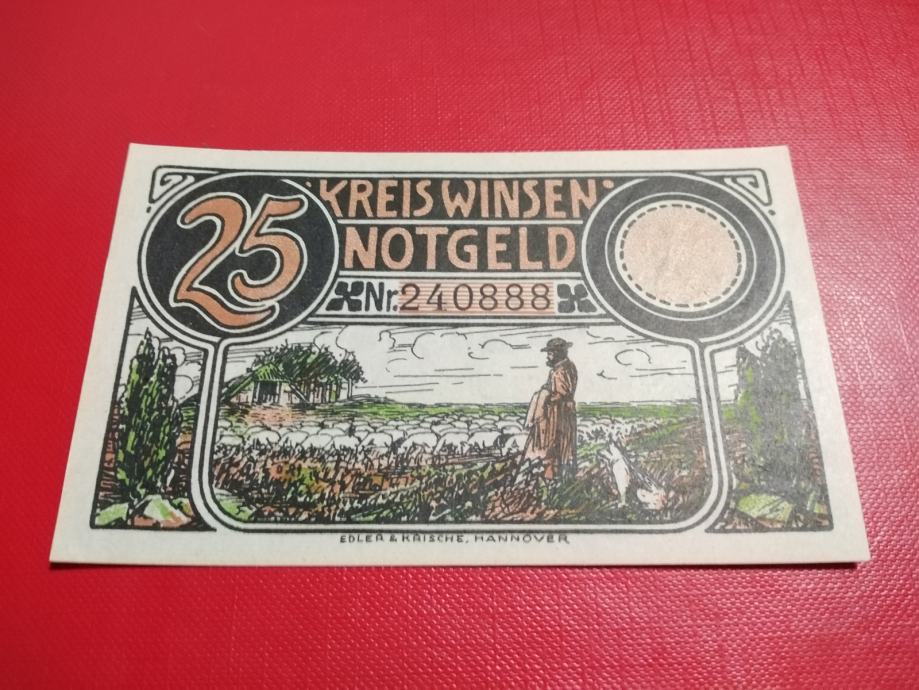 25
KREIS WINSEN
NOTGELD
Nr. 240888
EDLER & KRISCHE, HANNOVER